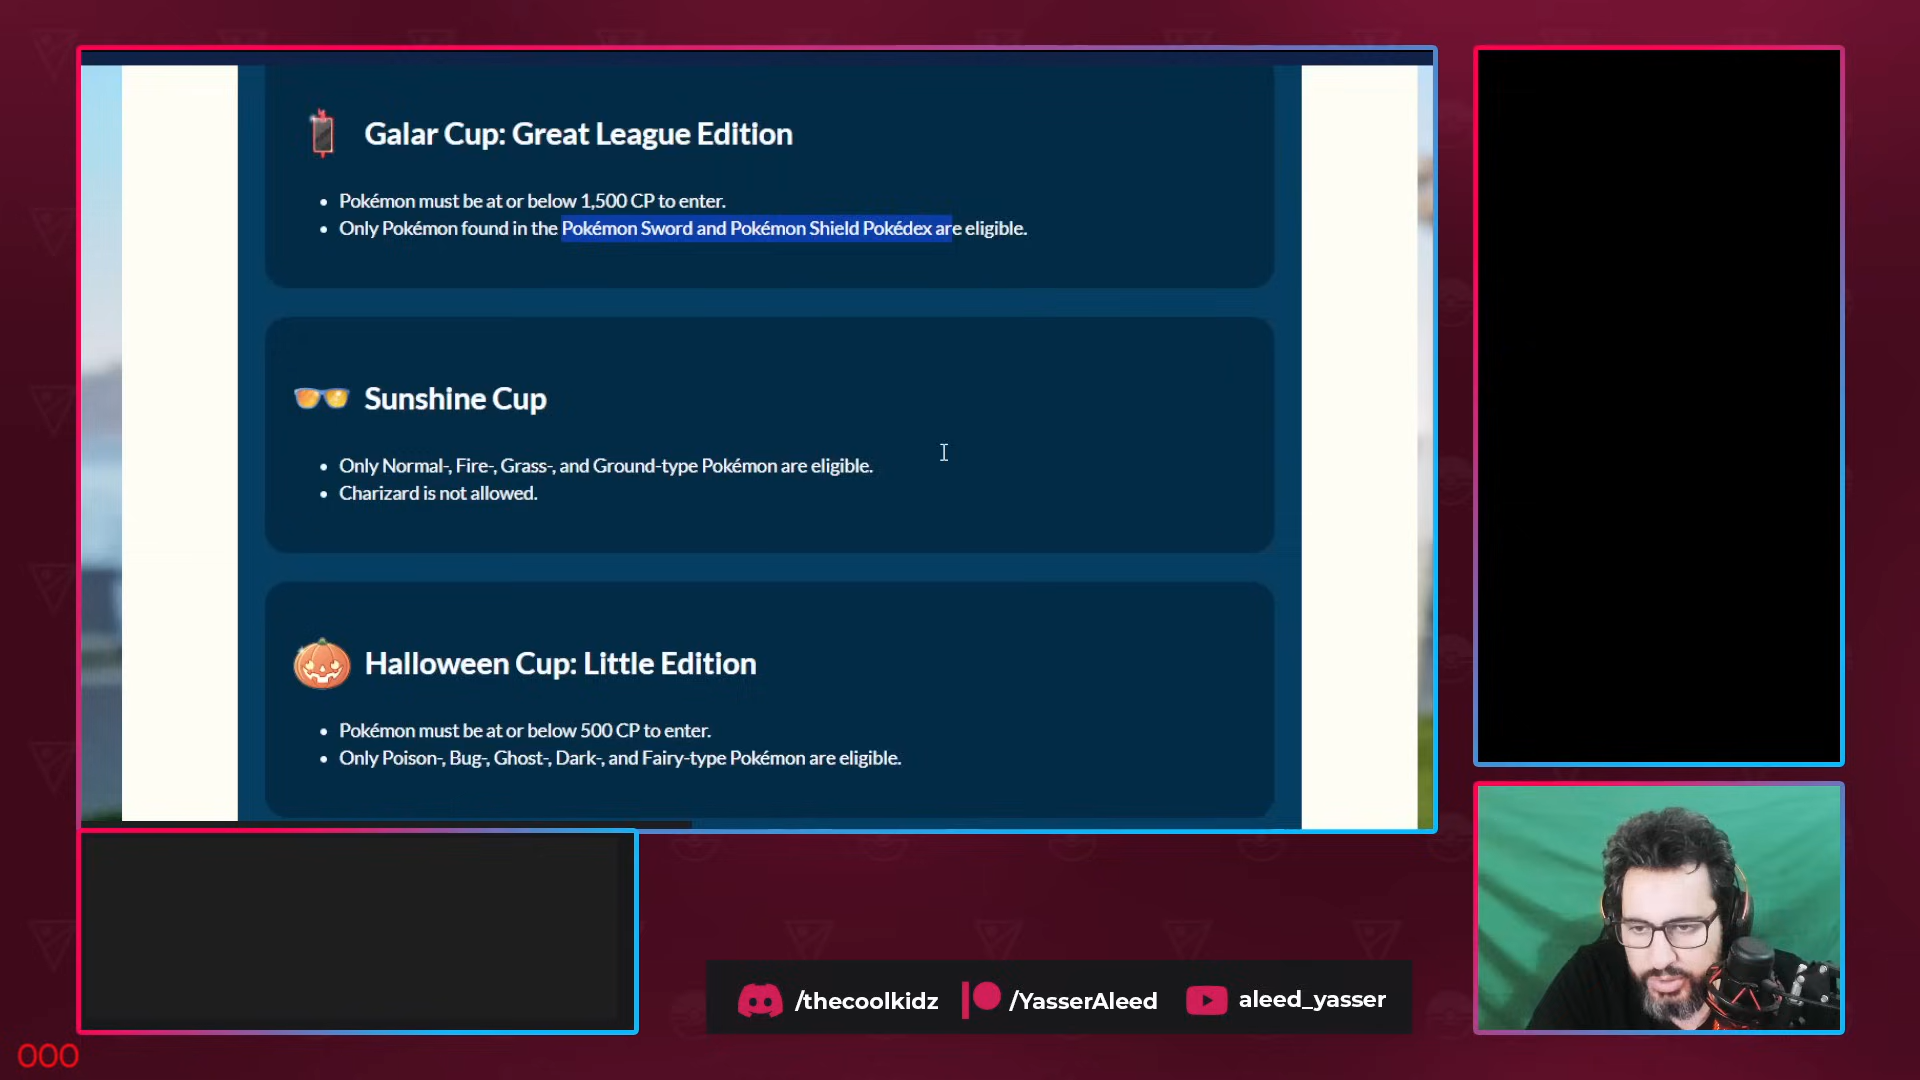 Galar Cup: Great League Edition
Pokémon must be at or below 1,500 CP to enter.
Only Pokémon found in the Pokémon Sword and Pokémon Shield Pokédex are eligible.
Sunshine Cup
Only Normal-, Fire-, Grass-, and Ground-type Pokémon are eligible.
Charizard is not allowed.
Halloween Cup: Little Edition
Pokémon must be at or below 500 CP to enter.
Only Poison-, Bug-, Ghost-, Dark-, and Fairy-type Pokémon are eligible.
/thecoolkidz /YasserAleed aleed_yasser
000